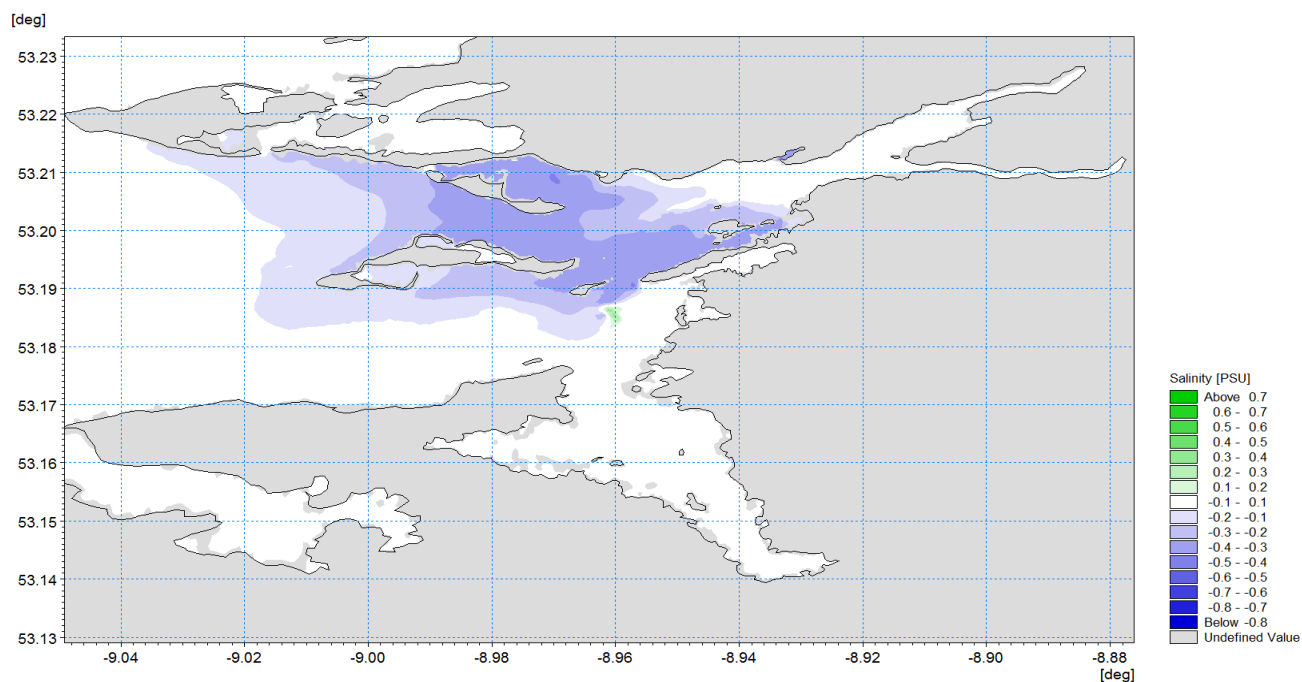 [deg]
53.23
53.22
53.21
53.20
53.19
53.18
53.17
53.16
53.15
53.14
53.13
-9.04 -9.02 -9.00 -8.98 -8.96 -8.94 -8.92 -8.90 -8.88
[deg]
Salinity [PSU]
Above 0.7
0.6 - 0.7
0.5 - 0.6
0.4 - 0.5
0.3 - 0.4
0.2 - 0.3
0.1 - 0.2
-0.1 - 0.1
-0.2 - -0.1
-0.3 - -0.2
-0.4 - -0.3
-0.5 - -0.4
-0.6 - -0.5
-0.7 - -0.6
-0.8 - -0.7
Below -0.8
Undefined Value